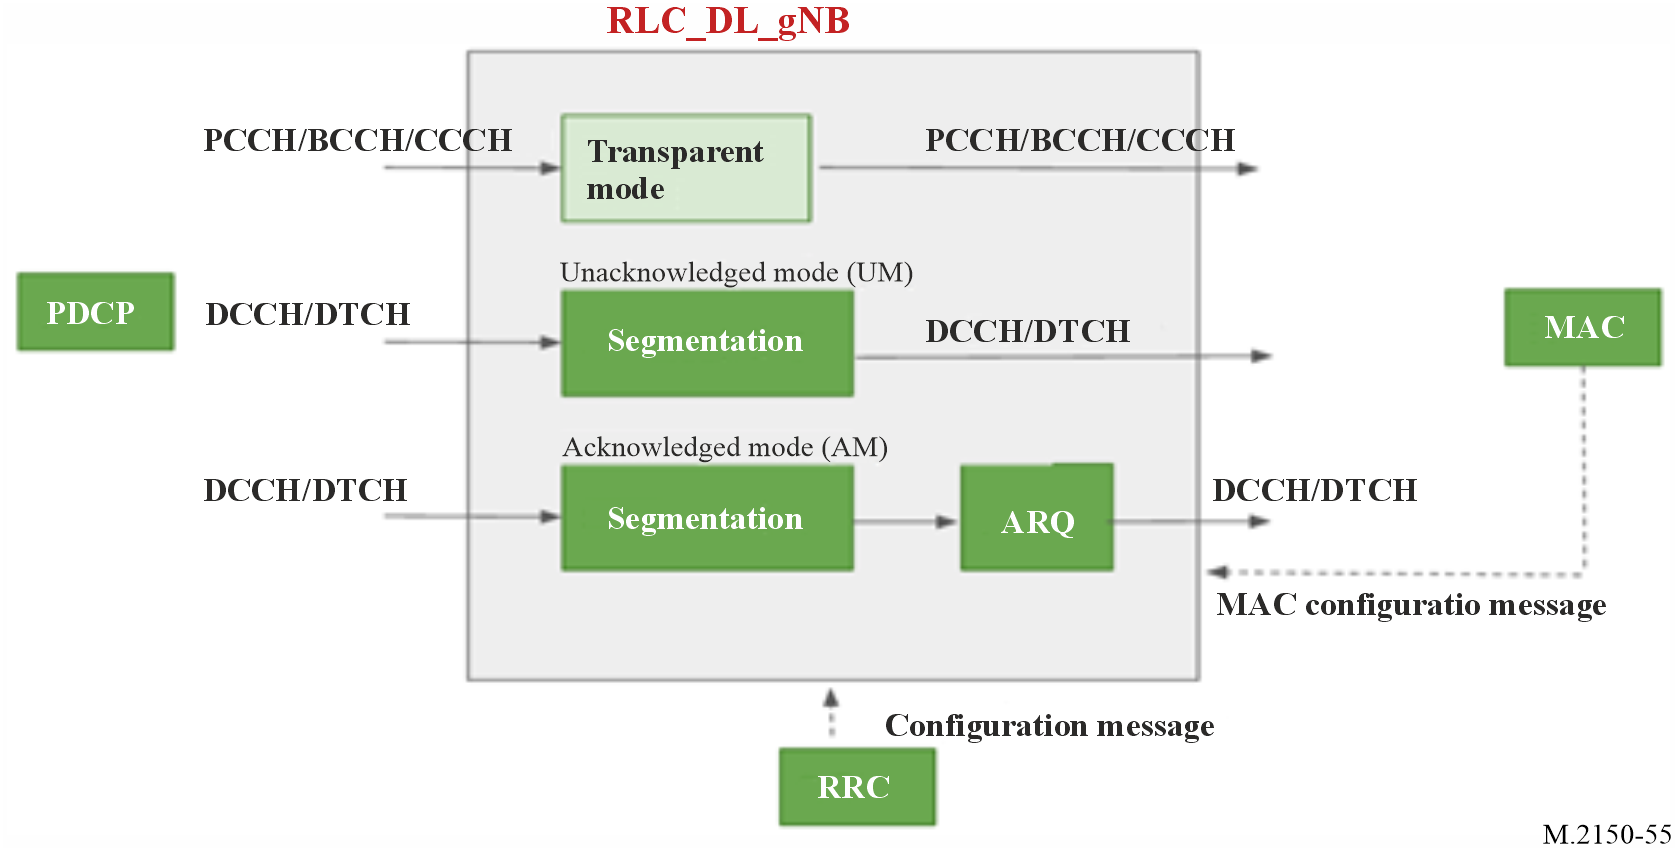 RLC_DL_gNB
PCCH/BCCH/CCCH
Transparent
mode
PCCH/BCCH/CCCH
Unacknowledged mode (UM)
PDCP
DCCH/DTCH
Segmentation
DCCH/DTCH
MAC
Acknowledged mode (AM)
DCCH/DTCH
Segmentation
ARQ
DCCH/DTCH
MAC configuratio message
Configuration message
RRC
M.2150-55